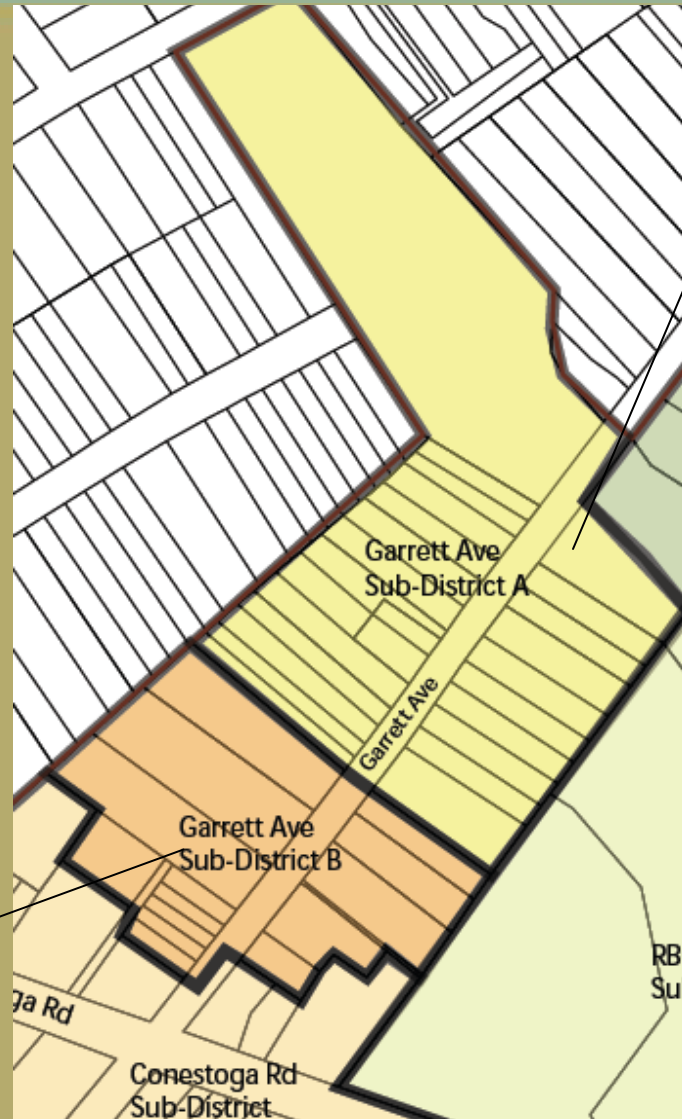 Garrett Ave
Sub-District A
Garrett Ave
Garrett Ave
Sub-District B
RB
Su
ga Rd
Conestoga Rd
Sub-District